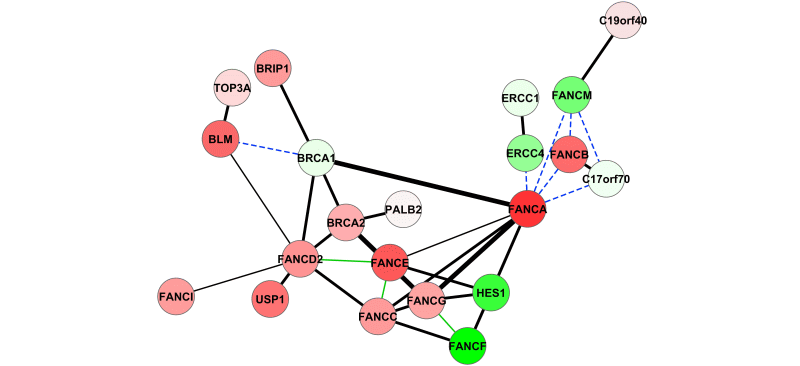 C19orf40
BRIP1
TOP3A
FANCM
ERCC1
BLM
ERCC4
FANCB
BRCA1
C17orf70
PALB2
FANCA
BRCA2
FANCD2
FANCE
FANCI
USP1
HES1
FANCG
FANCC
FANCF